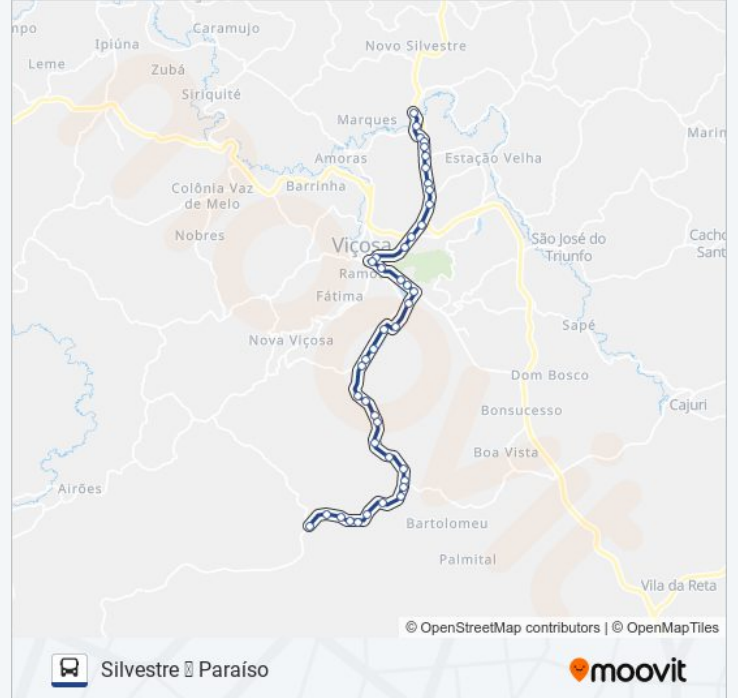 npo
Caramujo
Ipiúna
Novo Silvestre
Leme
Zubá
Siriquité
Marques
Marin
Amoras
Estação Velha
Colônia Vaz
de Melo
Barrinha
Nobres
Viçosa
São José do
Triunfo
Cacho
Sant
Ramo
Fátima
Nova Viçosa
Sapé
Dom Bosco
Bonsucesso
Cajuri
Boa Vista
Airões
Bartolomeu
Palmital
Vila da Reta
moovit
© OpenStreetMap contributors | © OpenMapTiles
Silvestre 􀀀 Paraíso
moovit